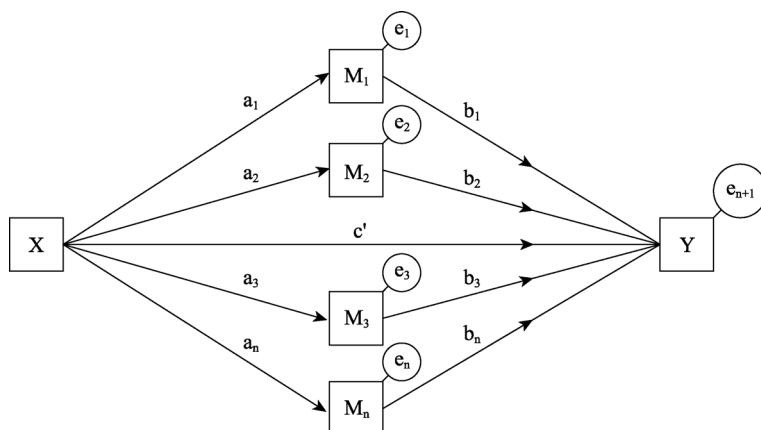 e₁
M₁
a₁
b₁
e₂
M₂
a₂
b₂
eₙ₊₁
X
c'
Y
e₃
a₃
b₃
M₃
aₙ
bₙ
eₙ
Mₙ